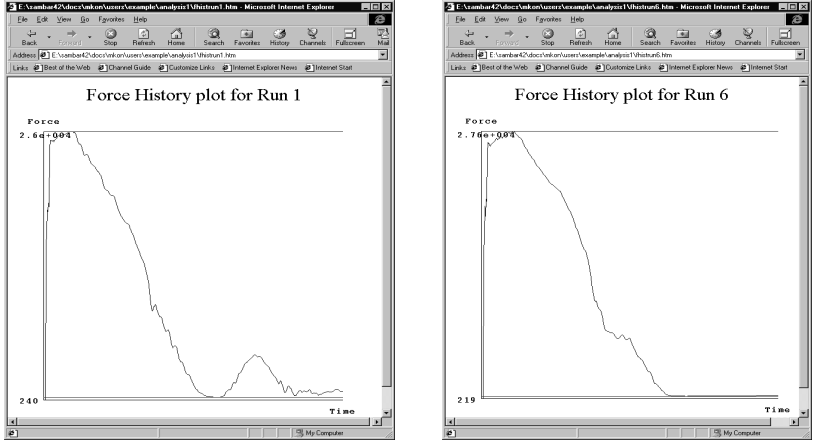 E:\sambar42\docs\mkon\users\example\analysis1\fhistrun1.htm - Microsoft Internet Explorer
File Edit View Go Favorites Help
Back Forward Stop Refresh Home Search Favorites History Channels Fullscreen Mail
Address E:\sambar42\docs\mkon\users\example\analysis1\fhistrun1.htm
Links Best of the Web Channel Guide Customize Links Internet Explorer News Internet Start
Force History plot for Run 1
Force
2.6e+004
240
Time
My Computer
E:\sambar42\docs\mkon\users\example\analysis1\fhistrun6.htm - Microsoft Internet Explorer
File Edit View Go Favorites Help
Back Forward Stop Refresh Home Search Favorites History Channels Fullscreen
Address E:\sambar42\docs\mkon\users\example\analysis1\fhistrun6.htm
Links Best of the Web Channel Guide Customize Links Internet Explorer News Internet Start
Force History plot for Run 6
Force
2.76e+004
219
Time
My Computer